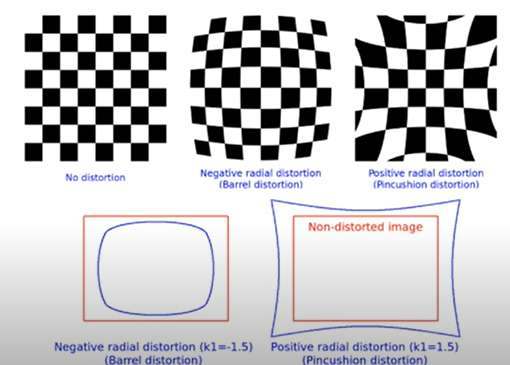 No distortion
Negative radial distortion
(Barrel distortion)
Positive radial distortion
(Pincushion distortion)
Non-distorted image
Negative radial distortion (k1=-1.5)
(Barrel distortion)
Positive radial distortion (k1=1.5)
(Pincushion distortion)